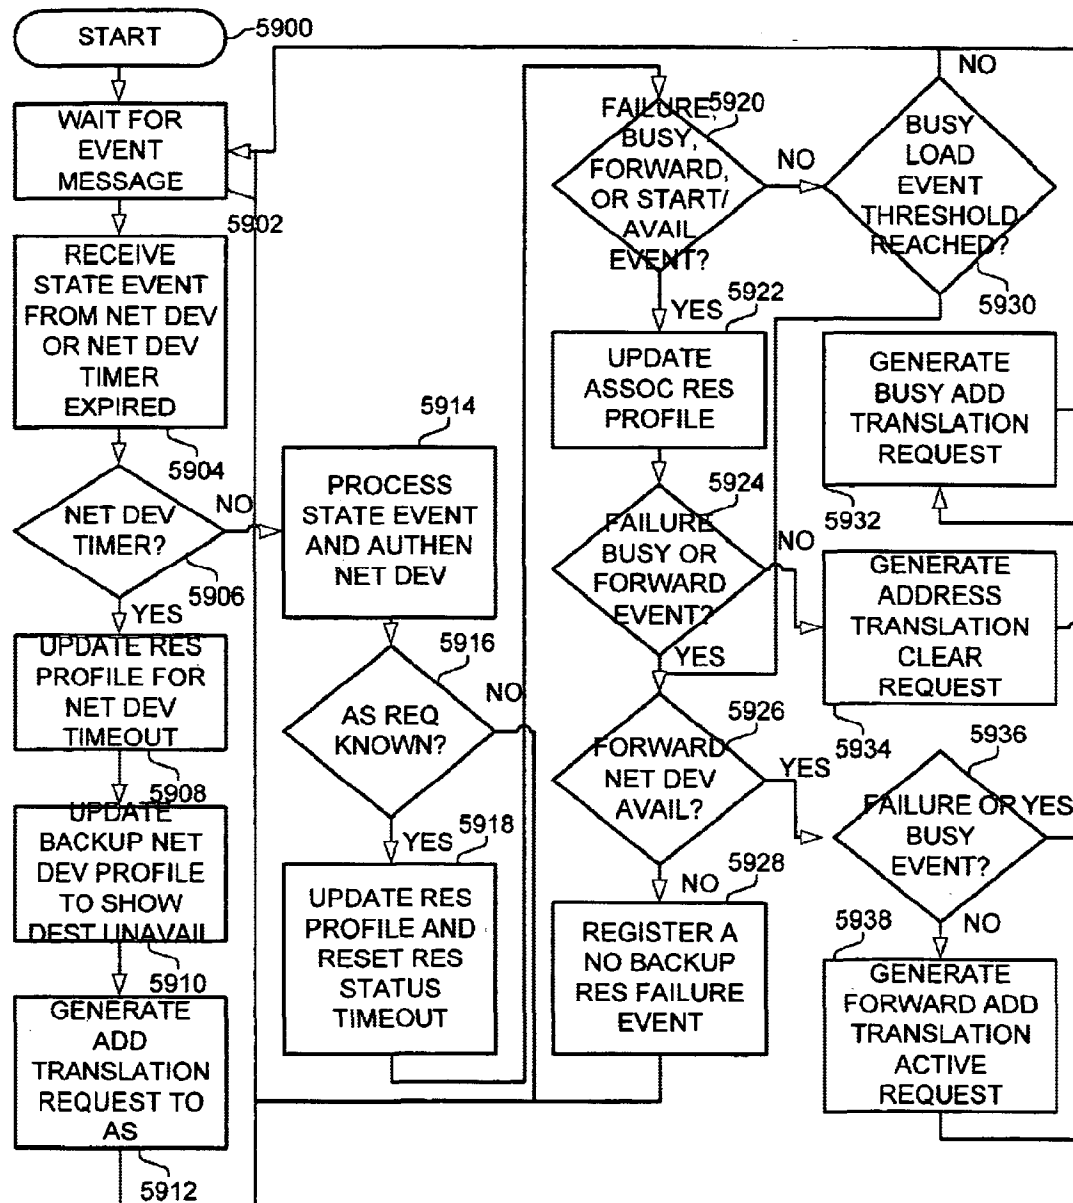 START
5900
WAIT FOR
EVENT
MESSAGE
5902
RECEIVE
STATE EVENT
FROM NET DEV
OR NET DEV
TIMER
EXPIRED
5904
NET DEV
TIMER?
NO
5906
YES
UPDATE RES
PROFILE FOR
NET DEV
TIMEOUT
5908
UPDATE
BACKUP NET
DEV PROFILE
TO SHOW
DEST UNAVAIL
5910
GENERATE
ADD
TRANSLATION
REQUEST TO
AS
5912
5914
PROCESS
STATE EVENT
AND AUTHEN
NET DEV
5916
AS REQ
KNOWN?
NO
YES
5918
UPDATE RES
PROFILE AND
RESET RES
STATUS
TIMEOUT
5920
FAILURE,
BUSY,
FORWARD,
OR START/
AVAIL
EVENT?
NO
YES
5922
UPDATE
ASSOC RES
PROFILE
5924
FAILURE
BUSY OR
FORWARD
EVENT?
NO
YES
5926
FORWARD
NET DEV
AVAIL?
YES
NO
5928
REGISTER A
NO BACKUP
RES FAILURE
EVENT
NO
BUSY
LOAD
EVENT
THRESHOLD
REACHED?
5930
GENERATE
BUSY ADD
TRANSLATION
REQUEST
5932
GENERATE
ADDRESS
TRANSLATION
CLEAR
REQUEST
5934
5936
FAILURE OR
BUSY
EVENT?
YES
NO
5938
GENERATE
FORWARD ADD
TRANSLATION
ACTIVE
REQUEST